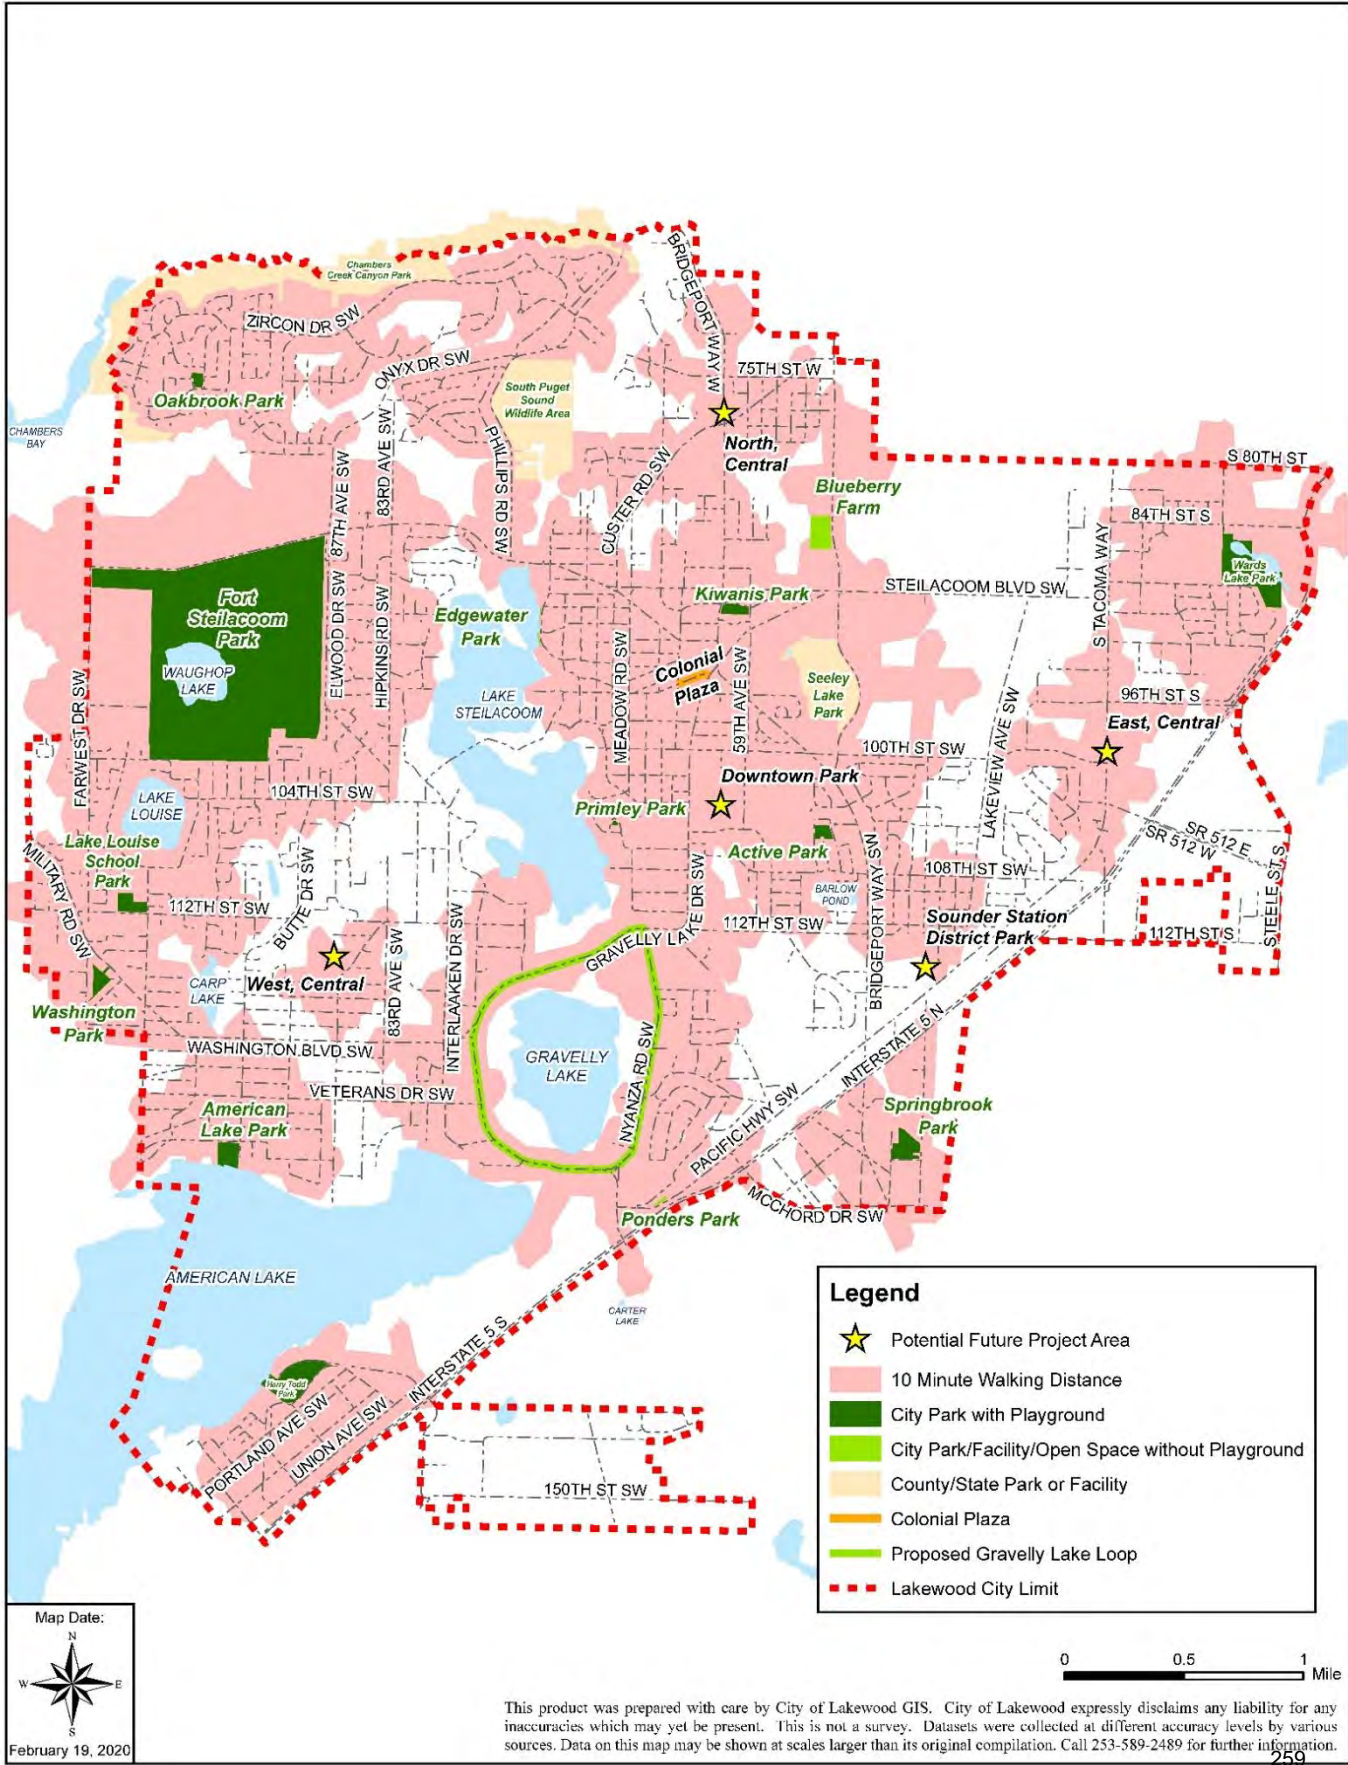 Chambers
Creek Canyon Park
BRIDGEPORT WAY W
ZIRCON DR SW
ONYX DR SW
75TH ST W
South Puget
Sound
Wildlife Area
Oakbrook Park
CHAMBERS
BAY
North,
Central
S 80TH ST
PHILLIPS RD SW
83RD AVE SW
87TH AVE SW
CUSTER RD SW
Blueberry
Farm
84TH ST S
S TACOMA WAY
Wards
Lake Park
STEILACOOM BLVD SW
Kiwanis Park
Fort
Steilacoom
Park
Edgewater
Park
ELWOOD DR SW
HIPKINS RD SW
WAUGHOP
LAKE
LAKE
STEILACOOM
MEADOW RD SW
Colonial
Plaza
59TH AVE SW
Seeley
Lake
Park
96TH ST S
East, Central
FARWEST DR SW
LAKEVIEW AVE SW
100TH ST SW
Downtown Park
104TH ST SW
LAKE
LOUISE
Primley Park
Active Park
SR 512 E
SR 512 W
Lake Louise
School
Park
MILITARY RD SW
BUTTE DR SW
112TH ST SW
GRAVELLY LAKE DR SW
BRIDGEPORT WAY SW
108TH ST SW
BARLOW
POND
112TH ST SW
Sounder Station
District Park
112TH ST S
STEELE ST S
West, Central
CARP
LAKE
83RD AVE SW
INTERLAAKEN DR SW
Washington
Park
WASHINGTON BLVD SW
GRAVELLY
LAKE
NYANZA RD SW
VETERANS DR SW
American
Lake Park
PACIFIC HWY SW
INTERSTATE 5 N
Springbrook
Park
Ponders Park
MCCHORD DR SW
AMERICAN LAKE
CARTER
LAKE
INTERSTATE 5 S
Harry Todd
Park
PORTLAND AVE SW
UNION AVE SW
150TH ST SW
Legend
Potential Future Project Area
10 Minute Walking Distance
City Park with Playground
City Park/Facility/Open Space without Playground
County/State Park or Facility
Colonial Plaza
Proposed Gravelly Lake Loop
Lakewood City Limit
Map Date:
N
W E
S
February 19, 2020
0 0.5 1
Mile
This product was prepared with care by City of Lakewood GIS. City of Lakewood expressly disclaims any liability for any
inaccuracies which may yet be present. This is not a survey. Datasets were collected at different accuracy levels by various
sources. Data on this map may be shown at scales larger than its original compilation. Call 253-589-2489 for further information.
259